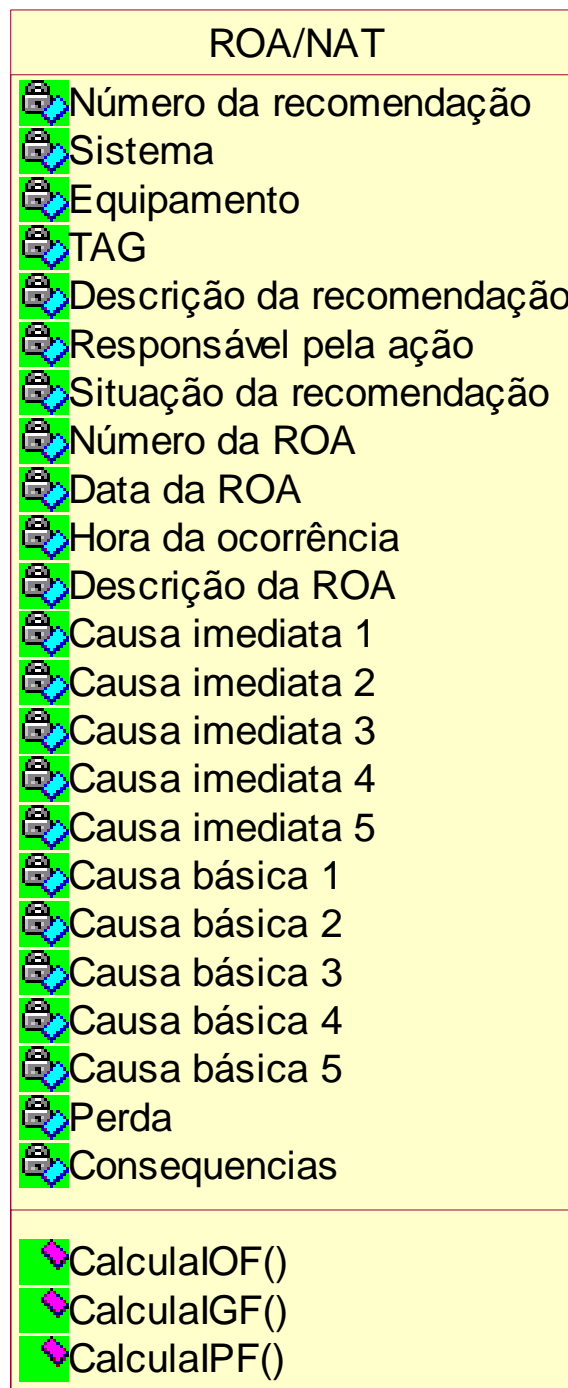 ROA/NAT
Número da recomendação
Sistema
Equipamento
TAG
Descrição da recomendação
Responsável pela ação
Situação da recomendação
Número da ROA
Data da ROA
Hora da ocorrência
Descrição da ROA
Causa imediata 1
Causa imediata 2
Causa imediata 3
Causa imediata 4
Causa imediata 5
Causa básica 1
Causa básica 2
Causa básica 3
Causa básica 4
Causa básica 5
Perda
Consequencias
CalculaIOF()
CalculaIGF()
CalculaIPF()